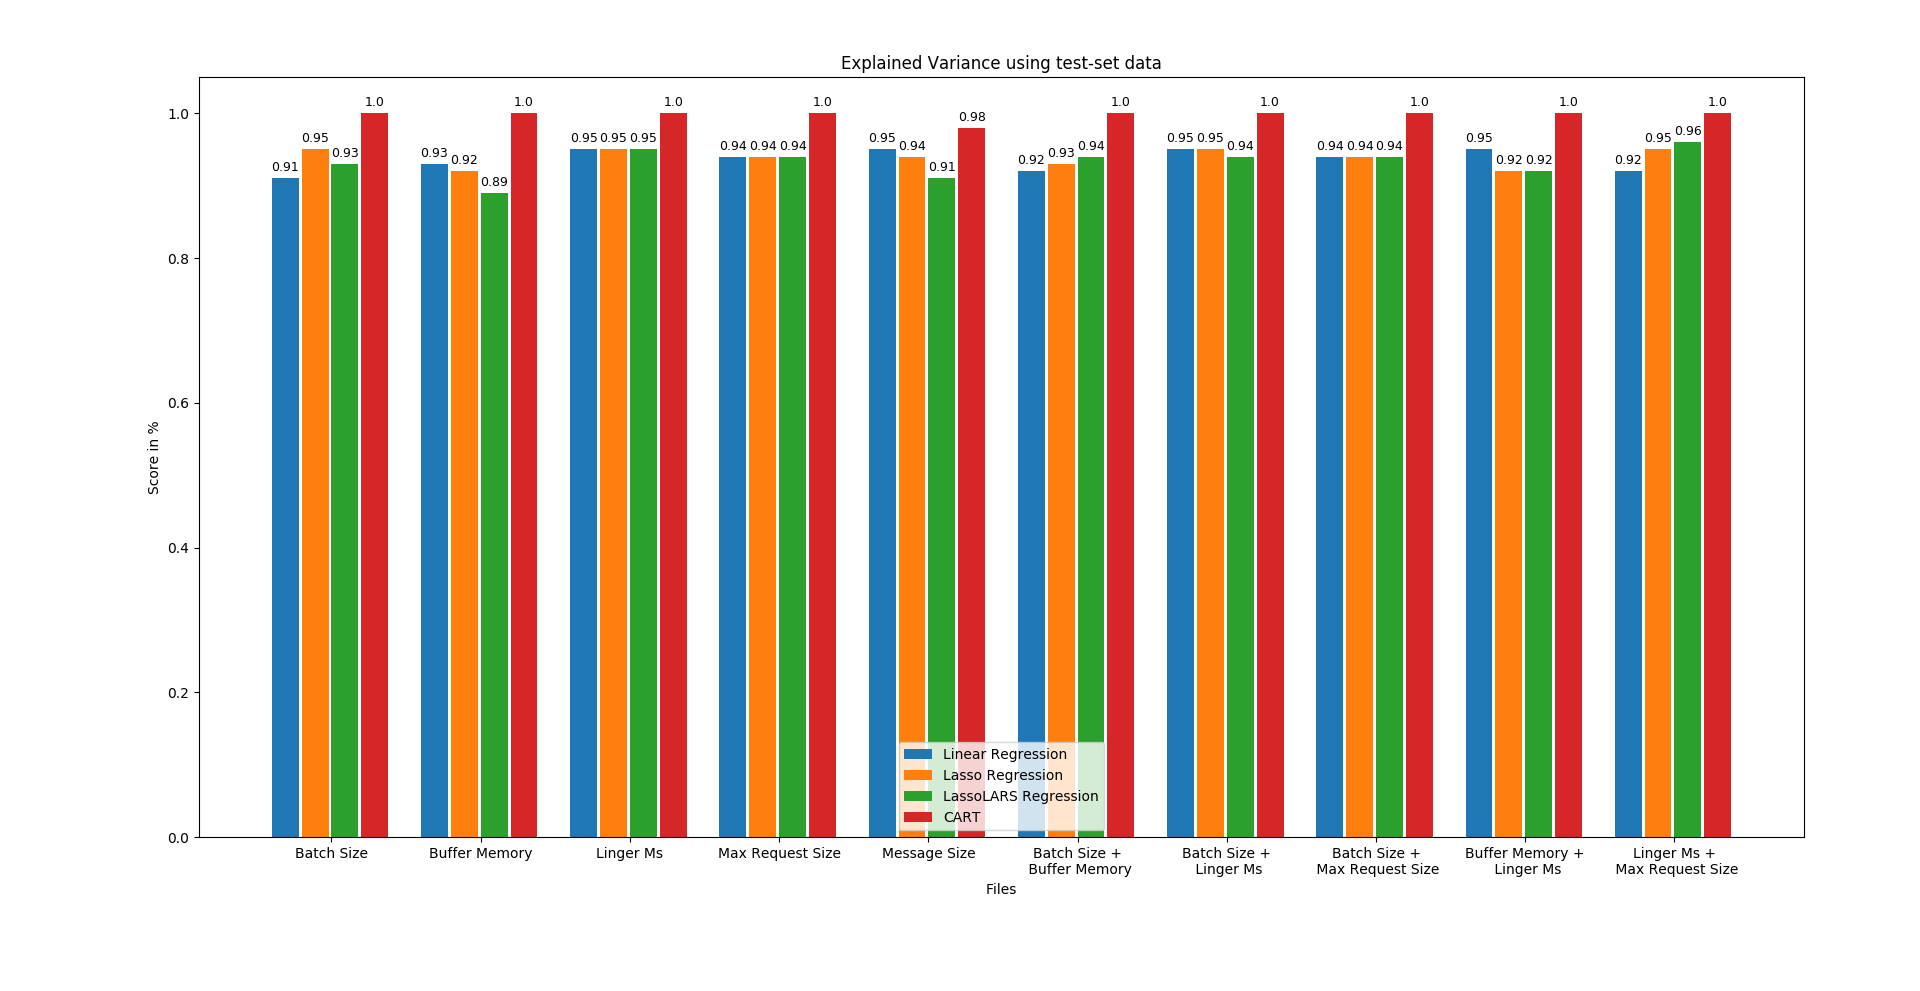 Explained Variance using test-set data
Score in %
1.0
0.8
0.6
0.4
0.2
0.0
0.91 0.95 0.93 1.0
0.93 0.92 0.89 1.0
0.95 0.95 0.95 1.0
0.94 0.94 0.94 1.0
0.95 0.94 0.91 0.98
0.92 0.93 0.94 1.0
0.95 0.95 0.94 1.0
0.94 0.94 0.94 1.0
0.95 0.92 0.92 1.0
0.92 0.95 0.96 1.0
Linear Regression
Lasso Regression
LassoLARS Regression
CART
Batch Size
Buffer Memory
Linger Ms
Max Request Size
Message Size
Batch Size +
Buffer Memory
Batch Size +
Linger Ms
Batch Size +
Max Request Size
Buffer Memory +
Linger Ms
Linger Ms +
Max Request Size
Files